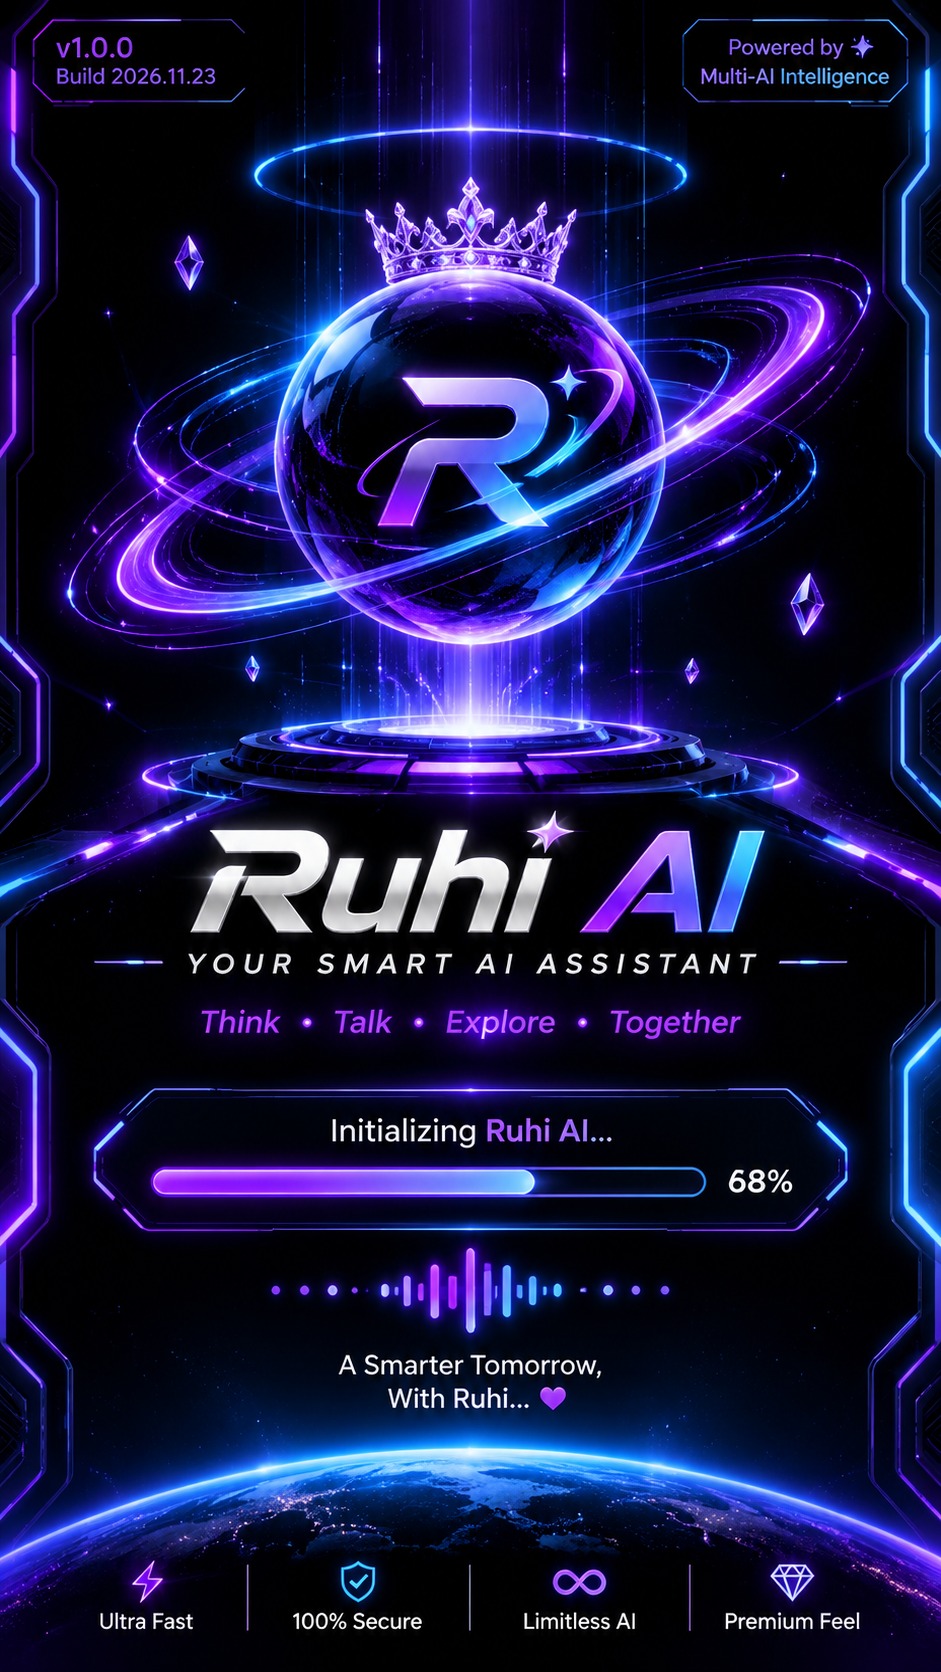 v1.0.0
Build 2026.11.23
Powered by
Multi-AI Intelligence
R
Ruhi AI
YOUR SMART AI ASSISTANT
Think • Talk • Explore • Together
Initializing Ruhi AI...
68%
A Smarter Tomorrow,
With Ruhi... 💜
Ultra Fast
100% Secure
Limitless AI
Premium Feel